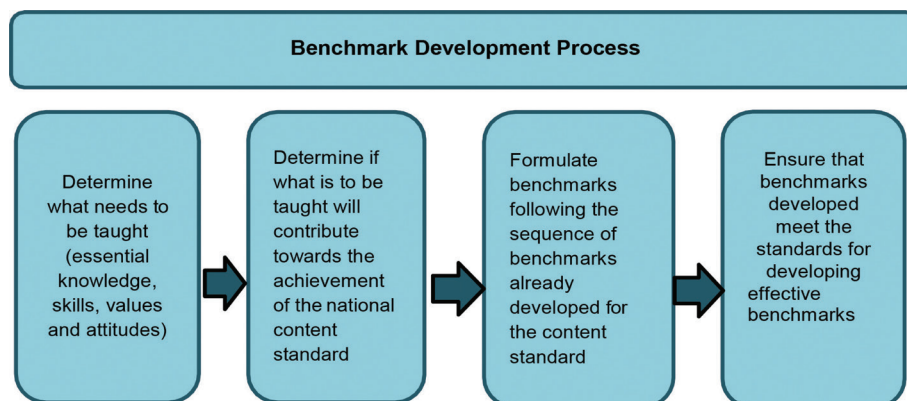 Benchmark Development Process
Determine
what needs to
be taught
(essential
knowledge,
skills, values
and attitudes)
Determine if
what is to be
taught will
contribute
towards the
achievement
of the national
content
standard
Formulate
benchmarks
following the
sequence of
benchmarks
already
developed for
the content
standard
Ensure that
benchmarks
developed
meet the
standards for
developing
effective
benchmarks